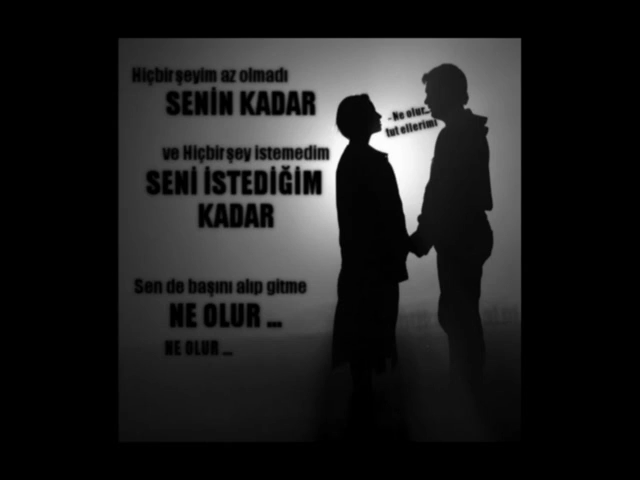 Hiçbirşeyim az olmadı
SENİN KADAR
ve Hiçbirşey istemedim
SENİ İSTEDİĞİM
KADAR
- Ne olur...
tut ellerimi
Sen de başını alıp gitme
NE OLUR ...
NE OLUR ...